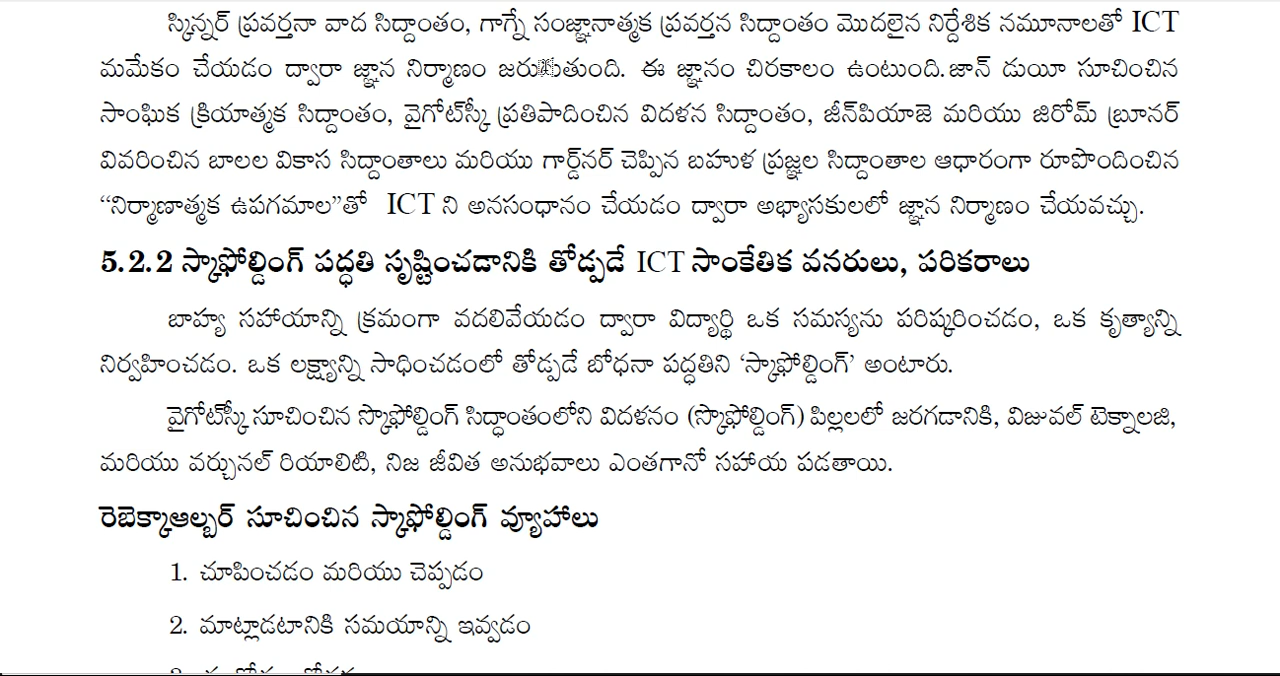 స్కిన్నర్ ప్రవర్తనా వాద సిద్దాంతం, గాగ్నే సంజ్ఞానాత్మక ప్రవర్తన సిద్దాంతం మొదలైన నిర్దేశిక నమూనాలతో ICT
మమేకం చేయడం ద్వారా జ్ఞాన నిర్మాణం ఈ జ్ఞానం చిరకాలం ఉంటుంది. జాన్ డుయీ సూచించిన
సాంఘిక క్రియాత్మక సిద్దాంతం, వైగోట్‌స్కీ ప్రతిపాదించిన విదళన సిద్దాంతం, జీన్‌పియాజె మరియు జిరోమ్ బ్రూనర్
వివరించిన బాలల వికాస సిద్దాంతాలు మరియు గార్డ్‌నర్ చెప్పిన బహుళ ప్రజ్ఞల సిద్దాంతాల ఆధారంగా రూపొందించిన
“నిర్మాణాత్మక ఉపగమాల”తో ICT ని అనసంధానం చేయడం ద్వారా అభ్యాసకులలో జ్ఞాన నిర్మాణం చేయవచ్చు.
5.2.2 స్కాఫోల్డింగ్ పద్ధతి సృష్టించడానికి తోడ్పడే ICT సాంకేతిక వనరులు, పరికరాలు
బాహ్య సహాయాన్ని క్రమంగా వదలివేయడం ద్వారా విద్యార్థి ఒక సమస్యను పరిష్కరించడం, ఒక కృత్యాన్ని
నిర్వహించడం. ఒక లక్ష్యాన్ని సాధించడంలో తోడ్పడే బోధనా పద్ధతిని ‘స్కాఫోల్డింగ్’ అంటారు.
వైగోట్‌స్కీ సూచించిన స్కొఫోల్డింగ్ సిద్ధాంతంలోని విదళనం (స్కొఫోల్డింగ్) పిల్లలలో జరగడానికి, విజువల్ టెక్నాలజి,
మరియు వర్చునల్ రియాలిటి, నిజ జీవిత అనుభవాలు ఎంతగానో సహాయ పడతాయి.
రెబెక్కాఆల్బర్ సూచించిన స్కాఫోల్డింగ్ వ్యూహాలు
1. చూపించడం మరియు చెప్పడం
2. మాట్లాడటానికి సమయాన్ని ఇవ్వడం